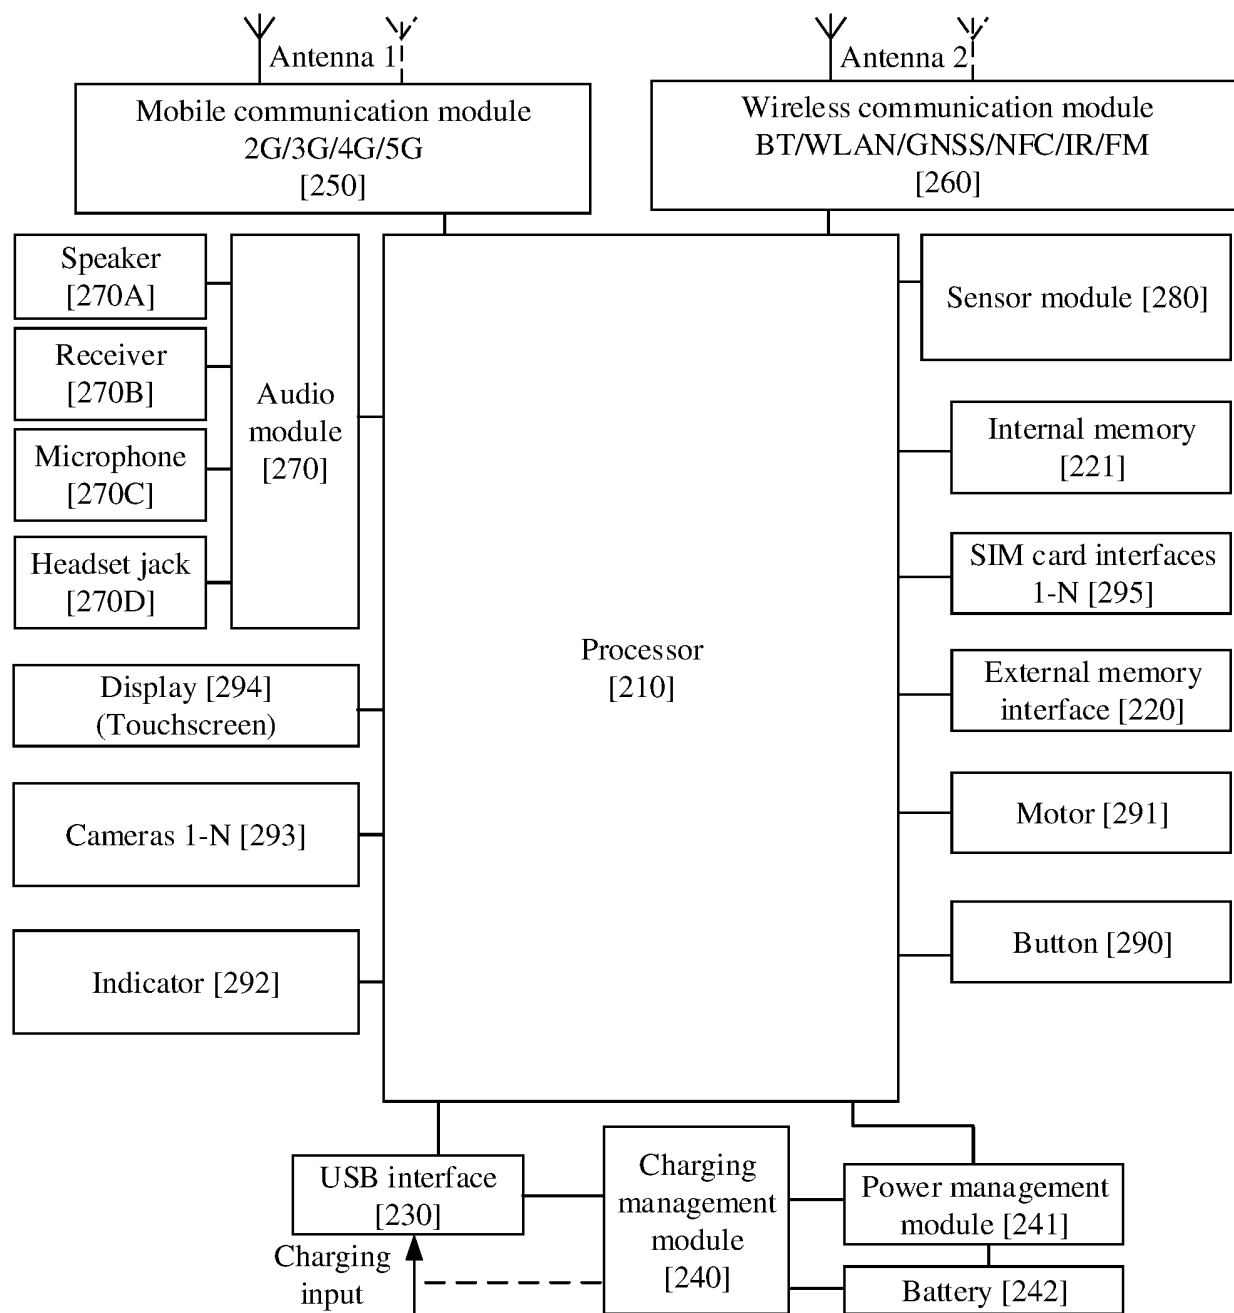 Antenna 1
Antenna 2
Mobile communication module
2G/3G/4G/5G
[250]
Wireless communication module
BT/WLAN/GNSS/NFC/IR/FM
[260]
Speaker
[270A]
Receiver
[270B]
Microphone
[270C]
Headset jack
[270D]
Audio
module
[270]
Display [294]
(Touchscreen)
Cameras 1-N [293]
Indicator [292]
Processor
[210]
Sensor module [280]
Internal memory
[221]
SIM card interfaces
1-N [295]
External memory
interface [220]
Motor [291]
Button [290]
USB interface
[230]
Charging
input
Charging
management
module
[240]
Power management
module [241]
Battery [242]